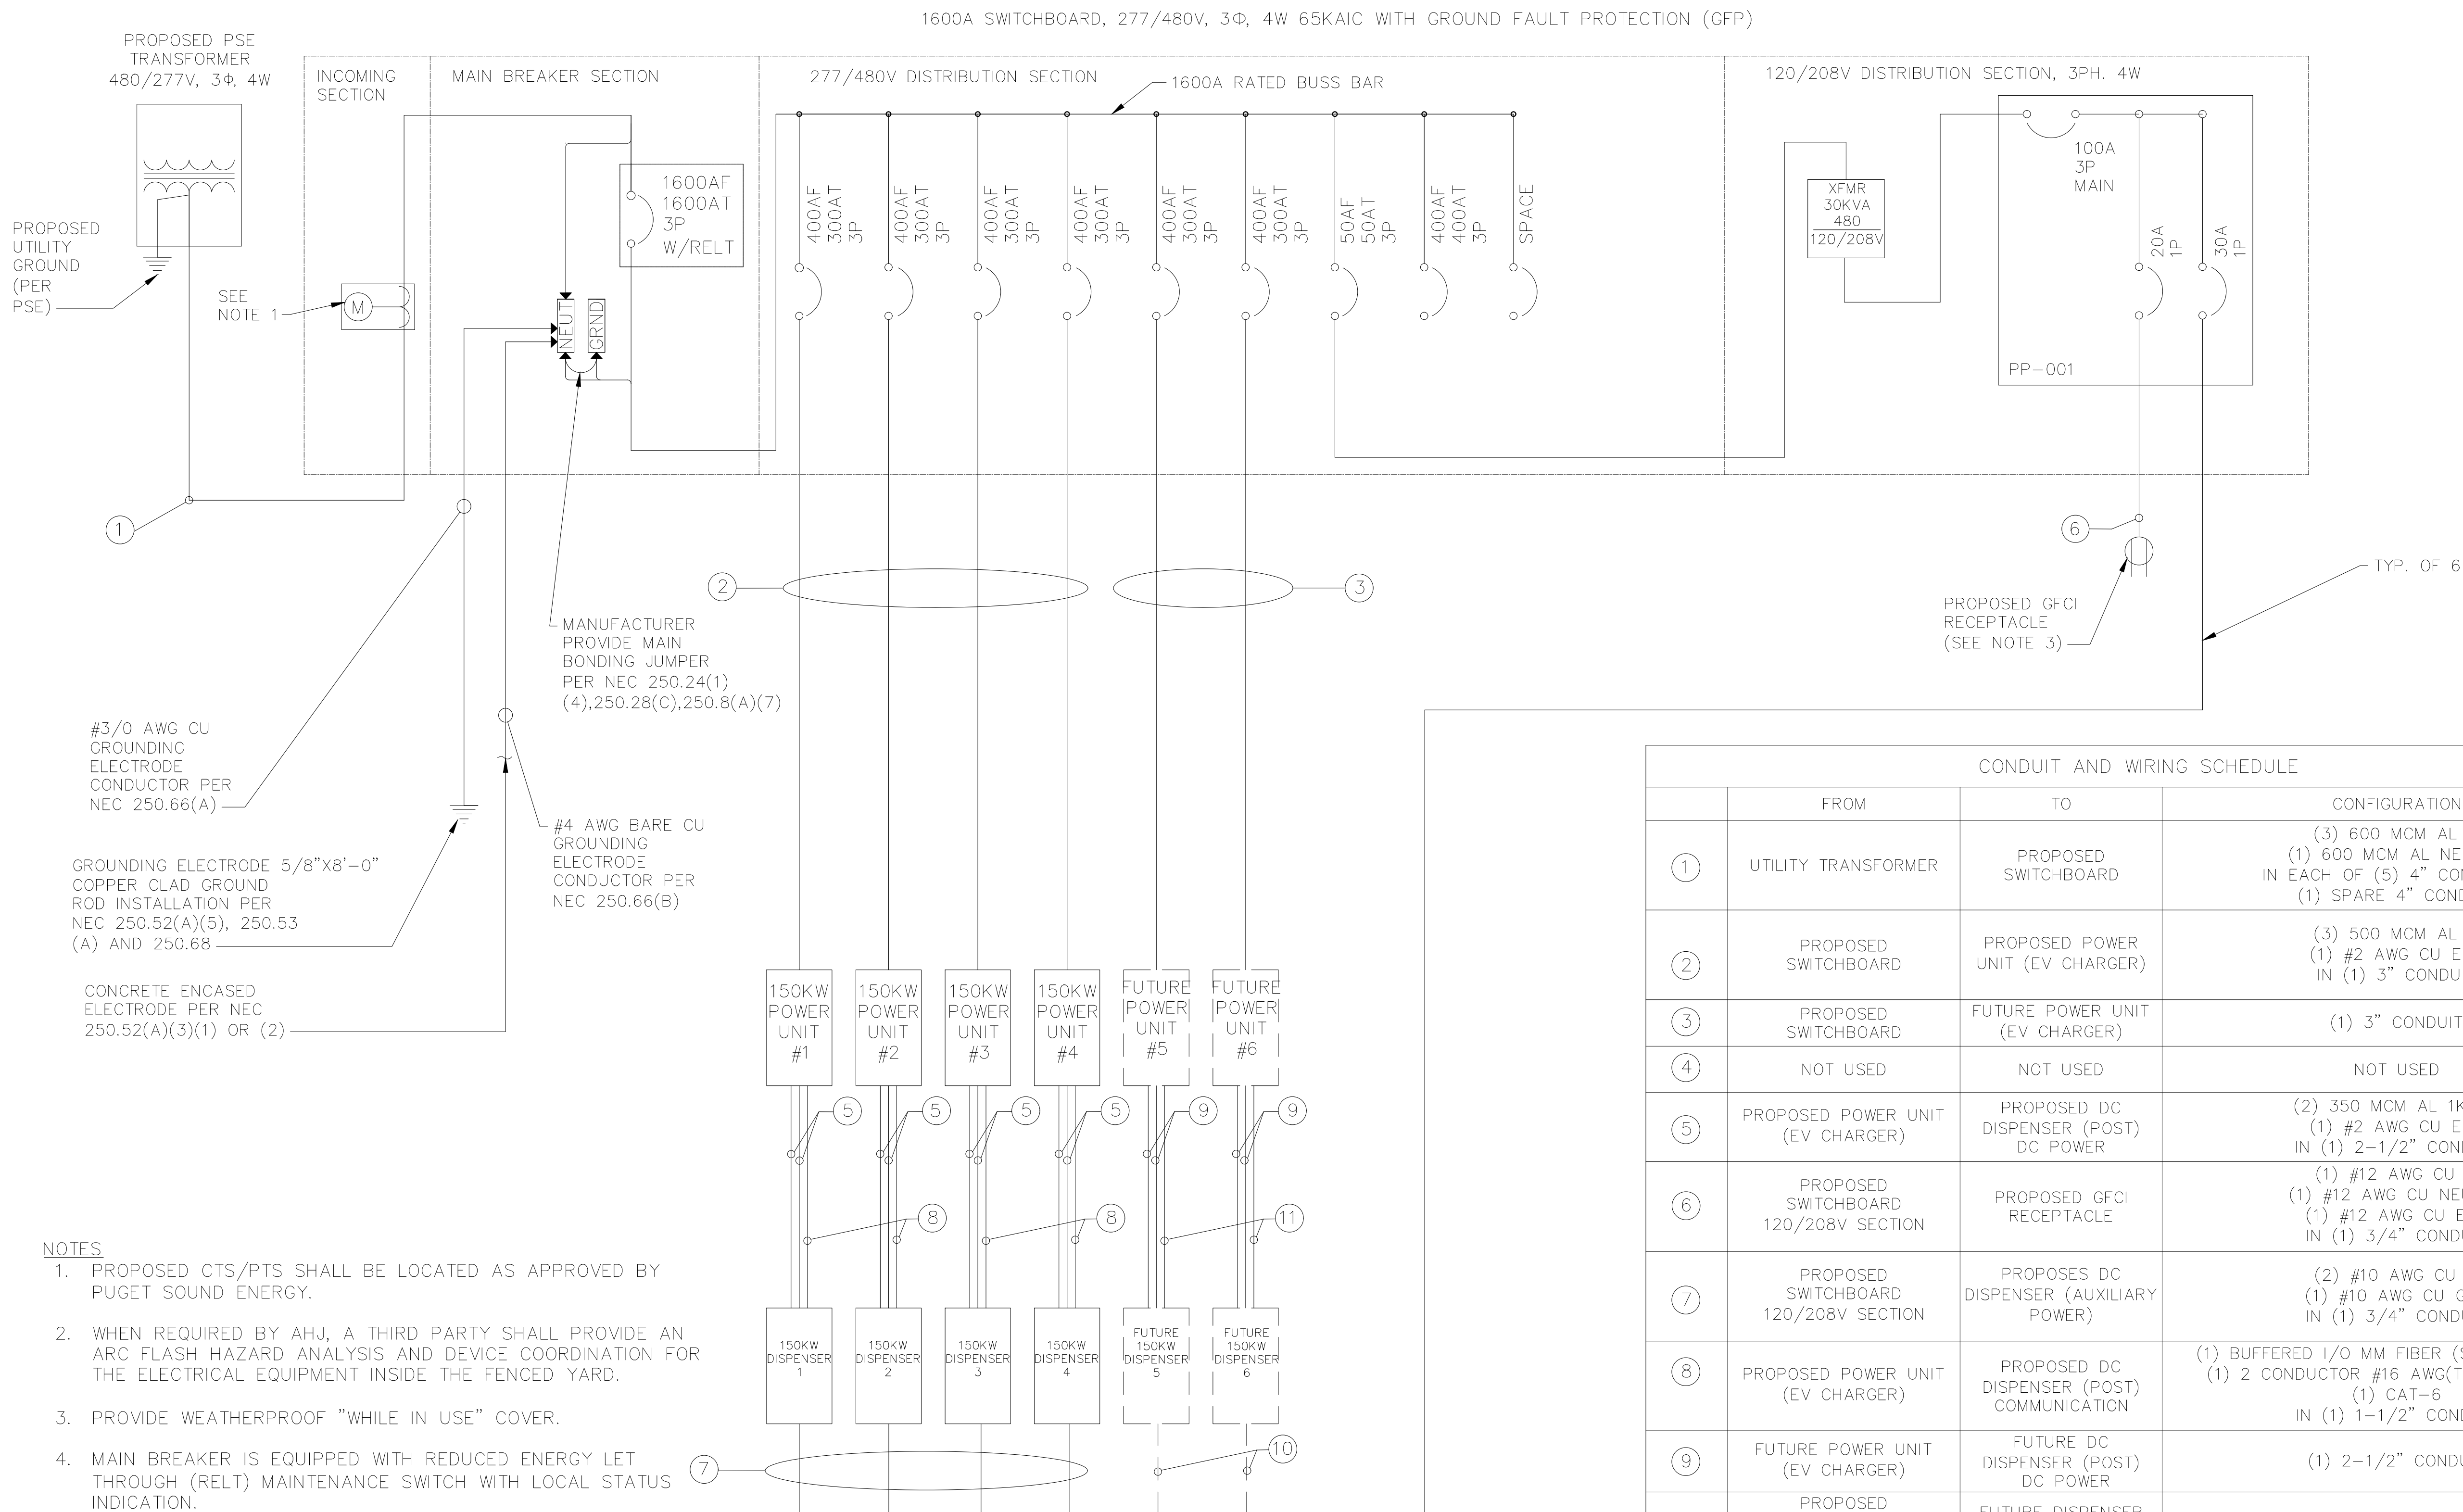 1600A SWITCHBOARD, 277/480V, 3Φ, 4W 65KAIC WITH GROUND FAULT PROTECTION (GFP)
PROPOSED PSE
TRANSFORMER
480/277V, 3Φ, 4W
INCOMING
SECTION
MAIN BREAKER SECTION
277/480V DISTRIBUTION SECTION
1600A RATED BUSS BAR
120/208V DISTRIBUTION SECTION, 3PH. 4W
PROPOSED
UTILITY
GROUND
(PER
PSE)
SEE
NOTE 1
M
1600AF
1600AT
3P
W/RELT
NEUT
GRND
400AF
300AT
3P
400AF
300AT
3P
400AF
300AT
3P
400AF
300AT
3P
400AF
300AT
3P
400AF
300AT
3P
50AF
50AT
3P
400AF
400AT
3P
SPACE
XFMR
30KVA
480
120/208V
100A
3P
MAIN
20A
1P
30A
1P
PP-001
1
2
3
6
TYP. OF 6
PROPOSED GFCI
RECEPTACLE
(SEE NOTE 3)
MANUFACTURER
PROVIDE MAIN
BONDING JUMPER
PER NEC 250.24(1)
(4),250.28(C),250.8(A)(7)
#3/0 AWG CU
GROUNDING
ELECTRODE
CONDUCTOR PER
NEC 250.66(A)
#4 AWG BARE CU
GROUNDING
ELECTRODE
CONDUCTOR PER
NEC 250.66(B)
GROUNDING ELECTRODE 5/8"X8'-0"
COPPER CLAD GROUND
ROD INSTALLATION PER
NEC 250.52(A)(5), 250.53
(A) AND 250.68
CONCRETE ENCASED
ELECTRODE PER NEC
250.52(A)(3)(1) OR (2)
150KW
POWER
UNIT
#1
150KW
POWER
UNIT
#2
150KW
POWER
UNIT
#3
150KW
POWER
UNIT
#4
FUTURE
POWER
UNIT
#5
FUTURE
POWER
UNIT
#6
5
5
5
5
9
9
8
8
11
150KW
DISPENSER
1
150KW
DISPENSER
2
150KW
DISPENSER
3
150KW
DISPENSER
4
FUTURE
150KW
DISPENSER
5
FUTURE
150KW
DISPENSER
6
7
10
NOTES
1. PROPOSED CTS/PTS SHALL BE LOCATED AS APPROVED BY
PUGET SOUND ENERGY.
2. WHEN REQUIRED BY AHJ, A THIRD PARTY SHALL PROVIDE AN
ARC FLASH HAZARD ANALYSIS AND DEVICE COORDINATION FOR
THE ELECTRICAL EQUIPMENT INSIDE THE FENCED YARD.
3. PROVIDE WEATHERPROOF "WHILE IN USE" COVER.
4. MAIN BREAKER IS EQUIPPED WITH REDUCED ENERGY LET
THROUGH (RELT) MAINTENANCE SWITCH WITH LOCAL STATUS
INDICATION.
CONDUIT AND WIRING SCHEDULE
FROM
TO
CONFIGURATION
1
UTILITY TRANSFORMER
PROPOSED
SWITCHBOARD
(3) 600 MCM AL
(1) 600 MCM AL NE
IN EACH OF (5) 4" CO
(1) SPARE 4" CON
2
PROPOSED
SWITCHBOARD
PROPOSED POWER
UNIT (EV CHARGER)
(3) 500 MCM AL
(1) #2 AWG CU E
IN (1) 3" CONDU
3
PROPOSED
SWITCHBOARD
FUTURE POWER UNIT
(EV CHARGER)
(1) 3" CONDUIT
4
NOT USED
NOT USED
NOT USED
5
PROPOSED POWER UNIT
(EV CHARGER)
PROPOSED DC
DISPENSER (POST)
DC POWER
(2) 350 MCM AL 1K
(1) #2 AWG CU E
IN (1) 2-1/2" CON
6
PROPOSED
SWITCHBOARD
120/208V SECTION
PROPOSED GFCI
RECEPTACLE
(1) #12 AWG CU
(1) #12 AWG CU NE
(1) #12 AWG CU E
IN (1) 3/4" COND
7
PROPOSED
SWITCHBOARD
120/208V SECTION
PROPOSES DC
DISPENSER (AUXILIARY
POWER)
(2) #10 AWG CU
(1) #10 AWG CU G
IN (1) 3/4" COND
8
PROPOSED POWER UNIT
(EV CHARGER)
PROPOSED DC
DISPENSER (POST)
COMMUNICATION
(1) BUFFERED I/O MM FIBER (
(1) 2 CONDUCTOR #16 AWG(T
(1) CAT-6
IN (1) 1-1/2" CON
9
FUTURE POWER UNIT
(EV CHARGER)
FUTURE DC
DISPENSER (POST)
DC POWER
(1) 2-1/2" COND
PROPOSED
FUTURE DISPENSER